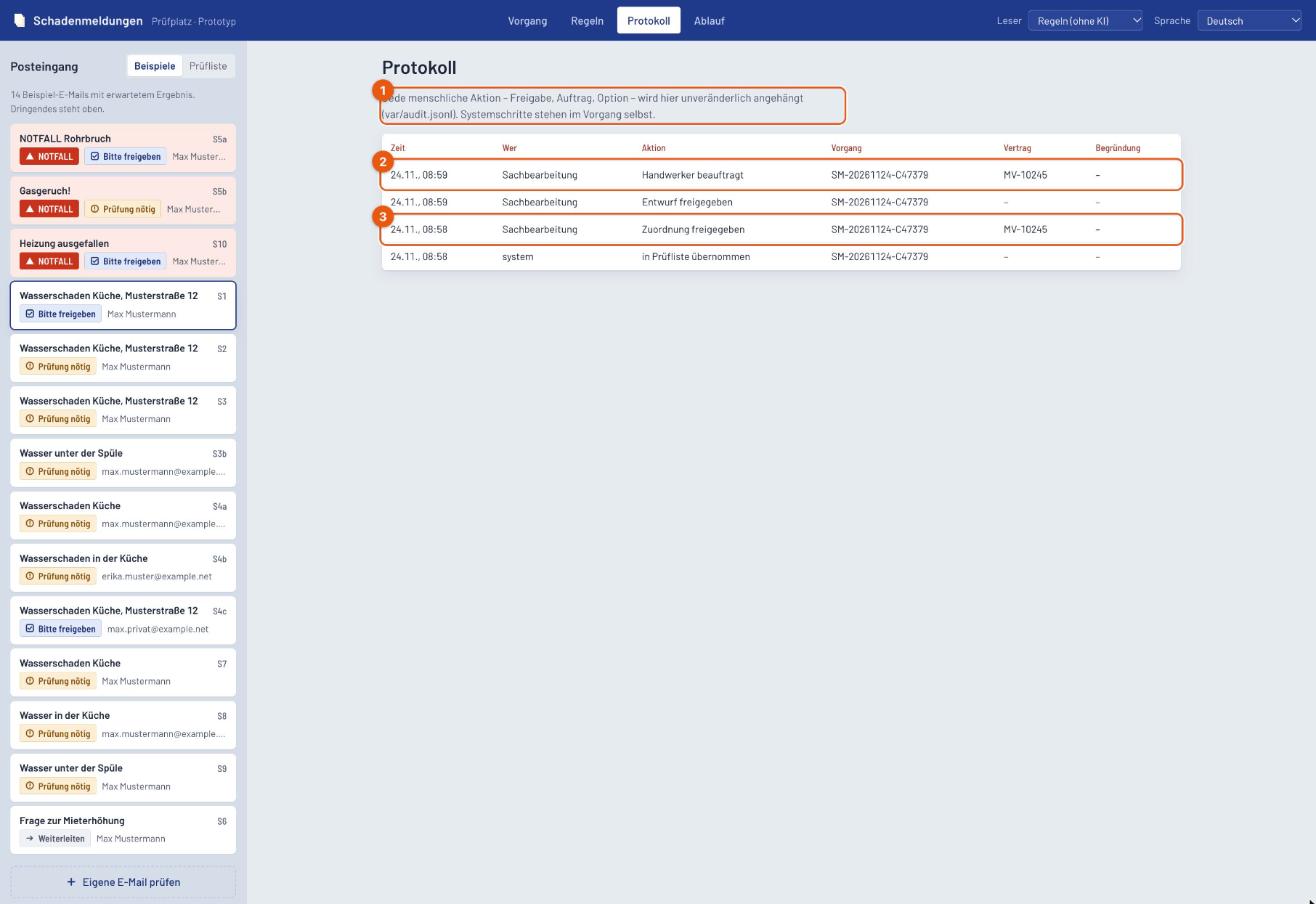 Schadenmeldungen Prüfplatz · Prototyp
Vorgang Regeln Protokoll Ablauf
Leser Regeln (ohne KI) Sprache Deutsch
Posteingang Beispiele Prüfliste
14 Beispiel-E-Mails mit erwartetem Ergebnis.
Dringendes steht oben.
NOTFALL Rohrbruch S5a
NOTFALL Bitte freigeben Max Muster...
Gasgeruch! S5b
NOTFALL Prüfung nötig Max Muster...
Heizung ausgefallen S10
NOTFALL Bitte freigeben Max Muster...
Wasserschaden Küche, Musterstraße 12 S1
Bitte freigeben Max Mustermann
Wasserschaden Küche, Musterstraße 12 S2
Prüfung nötig Max Mustermann
Wasserschaden Küche, Musterstraße 12 S3
Prüfung nötig Max Mustermann
Wasser unter der Spüle S3b
Prüfung nötig max.mustermann@example....
Wasserschaden Küche S4a
Prüfung nötig max.mustermann@example....
Wasserschaden in der Küche S4b
Prüfung nötig erika.muster@example.net
Wasserschaden Küche, Musterstraße 12 S4c
Bitte freigeben max.privat@example.net
Wasserschaden Küche S7
Prüfung nötig Max Mustermann
Wasser in der Küche S8
Prüfung nötig max.mustermann@example....
Wasser unter der Spüle S9
Prüfung nötig Max Mustermann
Frage zur Mieterhöhung S6
→ Weiterleiten Max Mustermann
+ Eigene E-Mail prüfen
Protokoll
1
Jede menschliche Aktion – Freigabe, Auftrag, Option – wird hier unveränderlich angehängt
(var/audit.jsonl). Systemschritte stehen im Vorgang selbst.
Zeit Wer Aktion Vorgang Vertrag Begründung
2
24.11., 08:59 Sachbearbeitung Handwerker beauftragt SM-20261124-C47379 MV-10245 –
24.11., 08:59 Sachbearbeitung Entwurf freigegeben SM-20261124-C47379 – –
3
24.11., 08:58 Sachbearbeitung Zuordnung freigegeben SM-20261124-C47379 MV-10245 –
24.11., 08:58 system in Prüfliste übernommen SM-20261124-C47379 – –